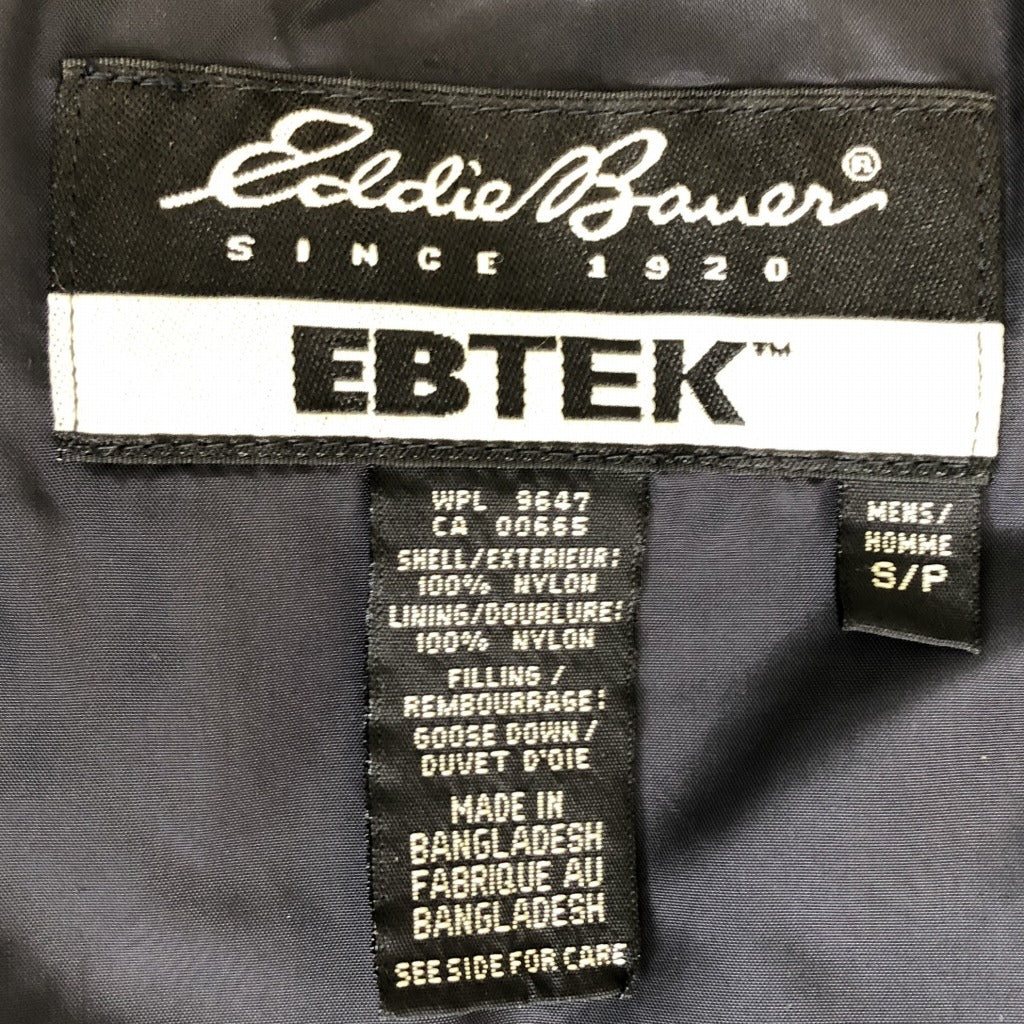 Eddie Bauer®
SINCE 1920
EBTEK™
WPL 9647
CA 00665
SHELL/EXTERIEUR:
100% NYLON
LINING/DOUBLURE:
100% NYLON
FILLING /
REMBOURRAGE:
GOOSE DOWN /
DUVET D'OIE
MADE IN
BANGLADESH
FABRIQUE AU
BANGLADESH
SEE SIDE FOR CARE
MENS/
HOMME
S/P